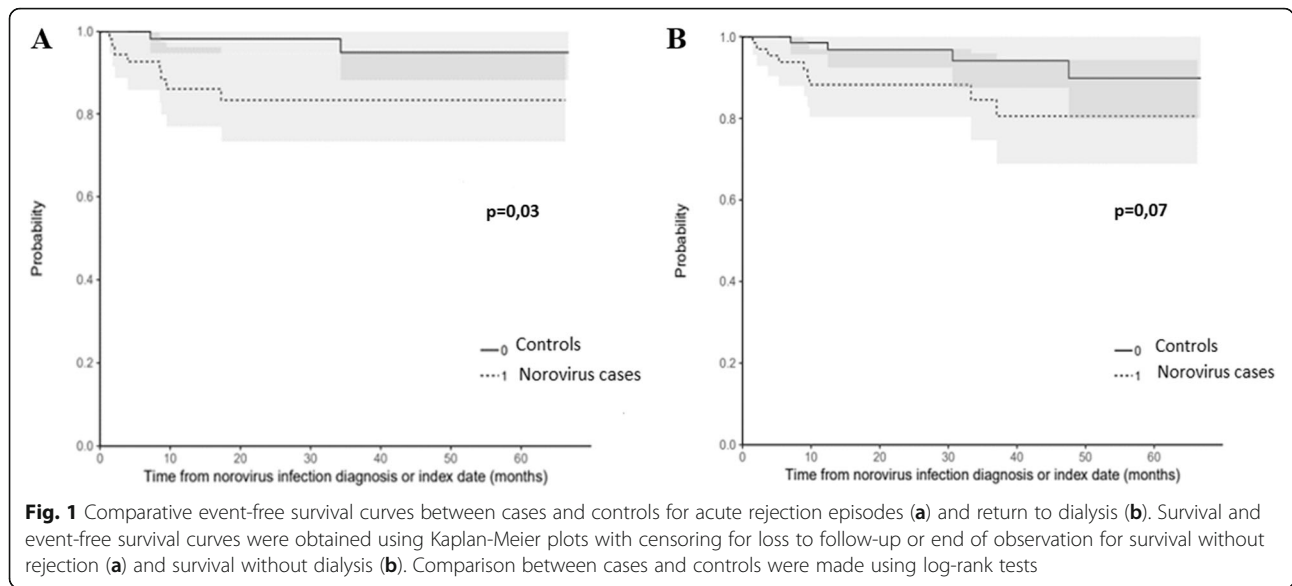 A
1.0
0.8
0.6
0.4
0.2
0.0
Probability
p=0,03
0 Controls
1 Norovirus cases
0 10 20 30 40 50 60
Time from norovirus infection diagnosis or index date (months)
B
1.0
0.8
0.6
0.4
0.2
0.0
Probability
p=0,07
0 Controls
1 Norovirus cases
0 10 20 30 40 50 60
Time from norovirus infection diagnosis or index date (months)
Fig. 1 Comparative event-free survival curves between cases and controls for acute rejection episodes (a) and return to dialysis (b). Survival and
event-free survival curves were obtained using Kaplan-Meier plots with censoring for loss to follow-up or end of observation for survival without
rejection (a) and survival without dialysis (b). Comparison between cases and controls were made using log-rank tests